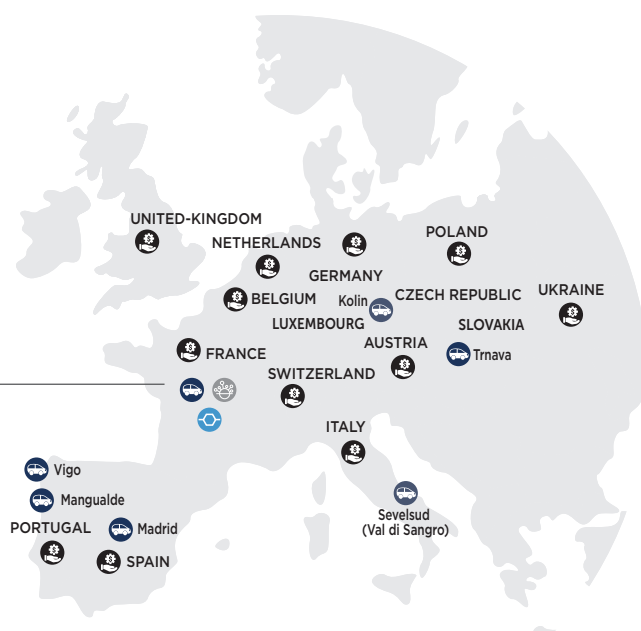 UNITED-KINGDOM
NETHERLANDS
POLAND
GERMANY
BELGIUM
Kolin
CZECH REPUBLIC
UKRAINE
LUXEMBOURG
SLOVAKIA
FRANCE
AUSTRIA
Trnava
SWITZERLAND
ITALY
Vigo
Mangualde
Sevelsud
(Val di Sangro)
PORTUGAL
Madrid
SPAIN